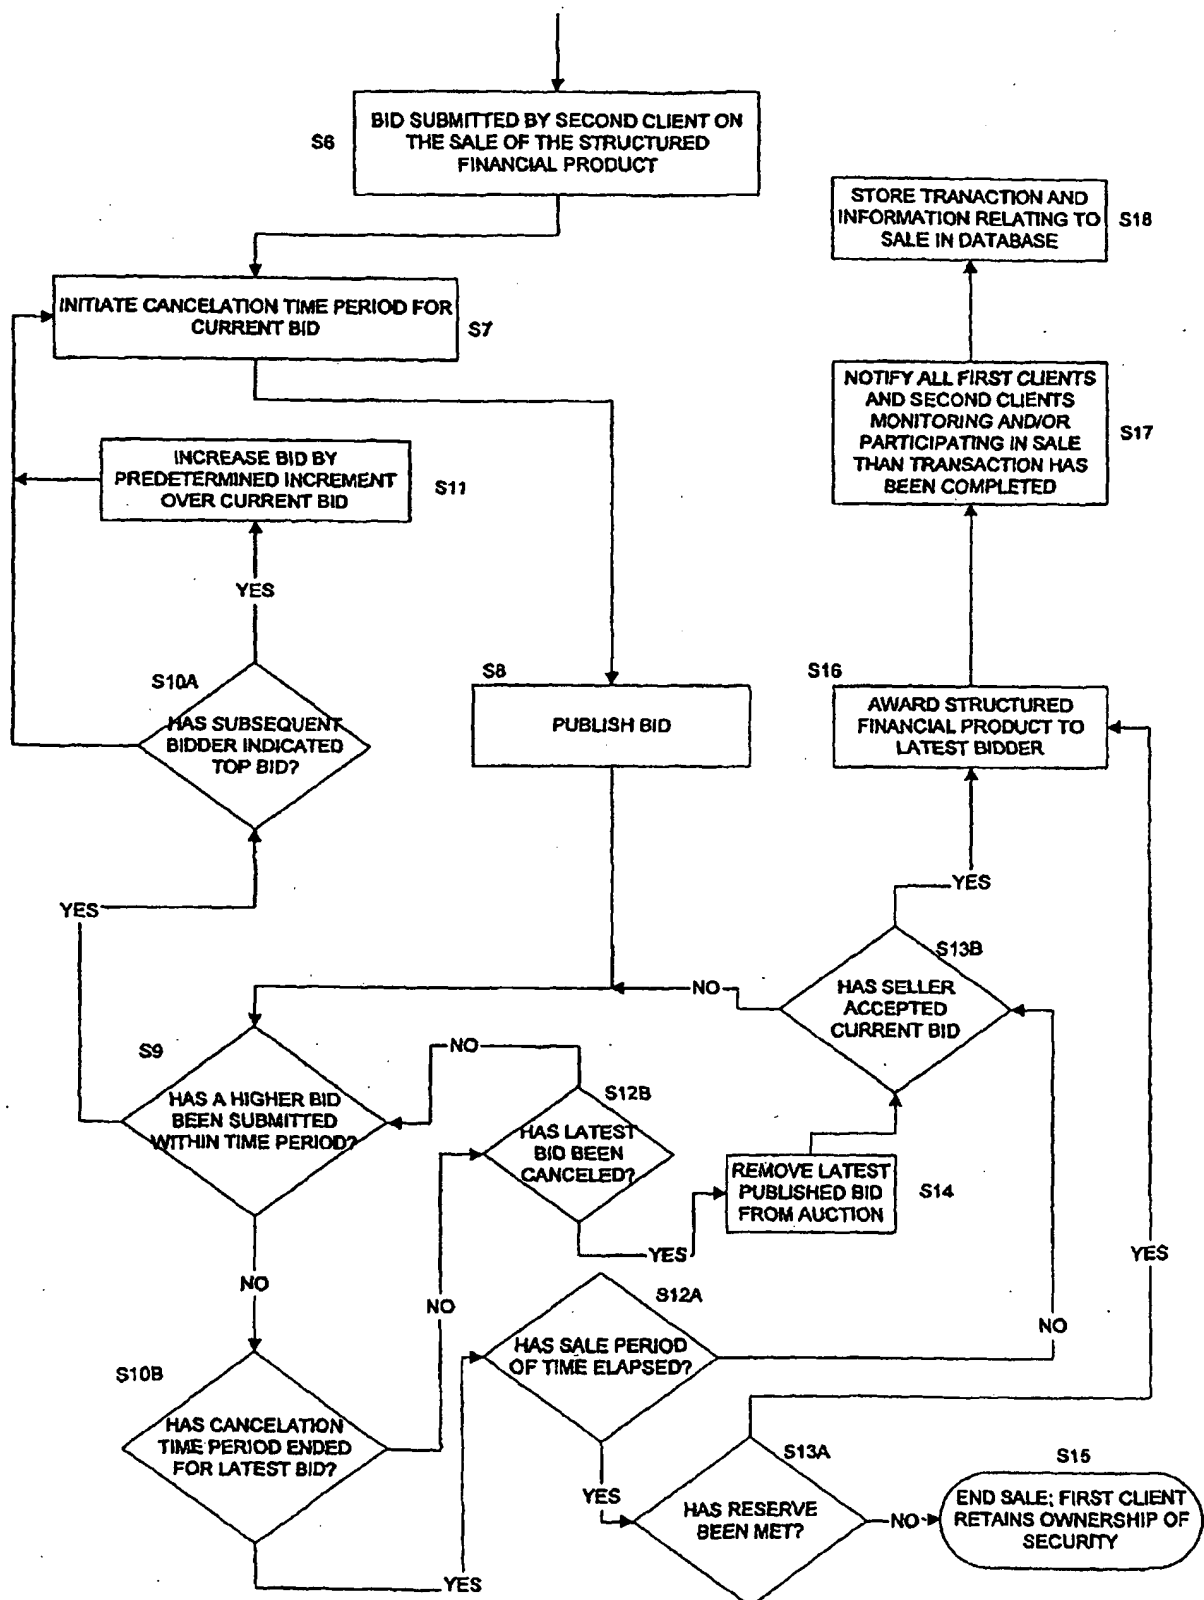 S6
BID SUBMITTED BY SECOND CLIENT ON
THE SALE OF THE STRUCTURED
FINANCIAL PRODUCT
STORE TRANACTION AND
INFORMATION RELATING TO
SALE IN DATABASE
S18
INITIATE CANCELATION TIME PERIOD FOR
CURRENT BID
S7
NOTIFY ALL FIRST CLIENTS
AND SECOND CLIENTS
MONITORING AND/OR
PARTICIPATING IN SALE
THAN TRANSACTION HAS
BEEN COMPLETED
S17
INCREASE BID BY
PREDETERMINED INCREMENT
OVER CURRENT BID
S11
YES
S10A
HAS SUBSEQUENT
BIDDER INDICATED
TOP BID?
S8
PUBLISH BID
S16
AWARD STRUCTURED
FINANCIAL PRODUCT TO
LATEST BIDDER
YES
YES
S13B
HAS SELLER
ACCEPTED
CURRENT BID
NO
S9
HAS A HIGHER BID
BEEN SUBMITTED
WITHIN TIME PERIOD?
NO
S12B
HAS LATEST
BID BEEN
CANCELED?
REMOVE LATEST
PUBLISHED BID
FROM AUCTION
S14
YES
YES
NO
NO
S12A
HAS SALE PERIOD
OF TIME ELAPSED?
NO
S10B
HAS CANCELATION
TIME PERIOD ENDED
FOR LATEST BID?
YES
YES
S13A
HAS RESERVE
BEEN MET?
NO
S15
END SALE; FIRST CLIENT
RETAINS OWNERSHIP OF
SECURITY